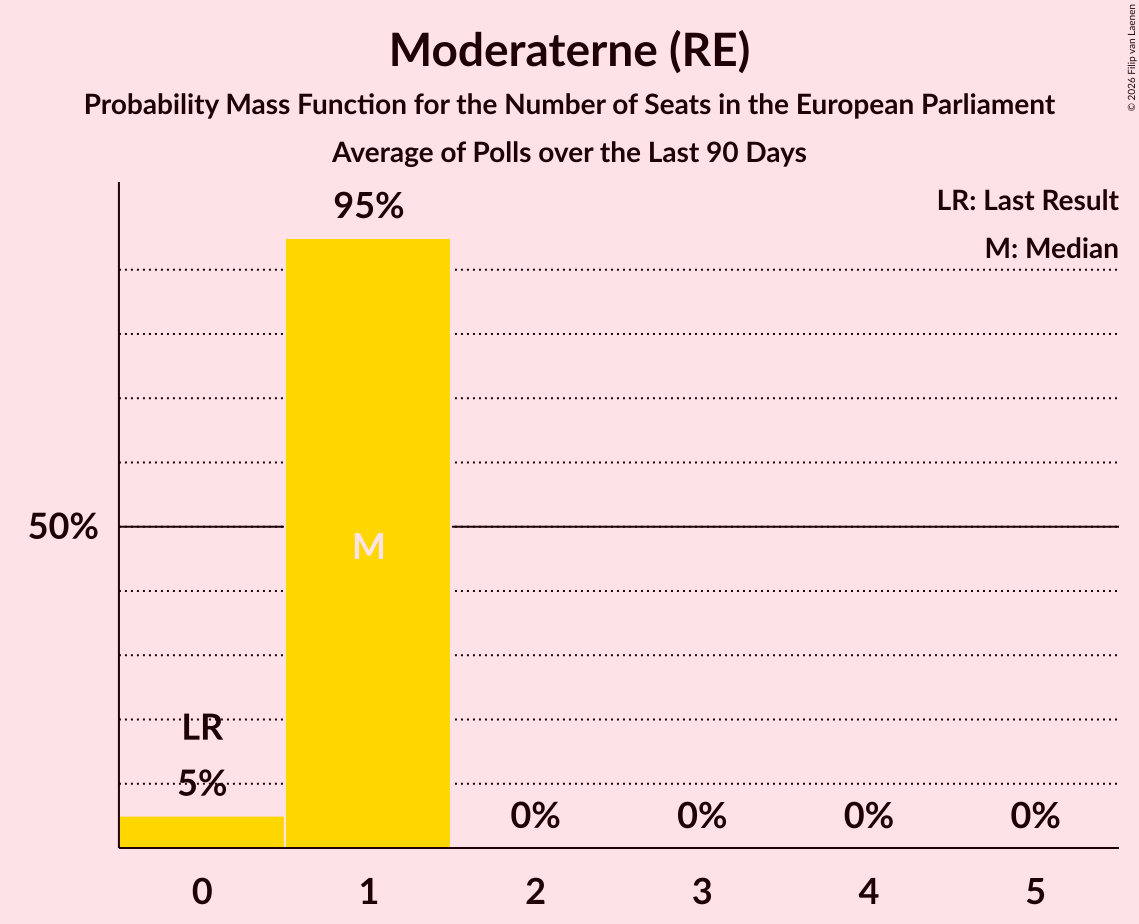 Moderaterne (RE)
Probability Mass Function for the Number of Seats in the European Parliament
Average of Polls over the Last 90 Days
© 2026 Filip van Laenen
LR: Last Result
M: Median
95%
50%
M
LR
5%
0% 0% 0% 0%
0 1 2 3 4 5